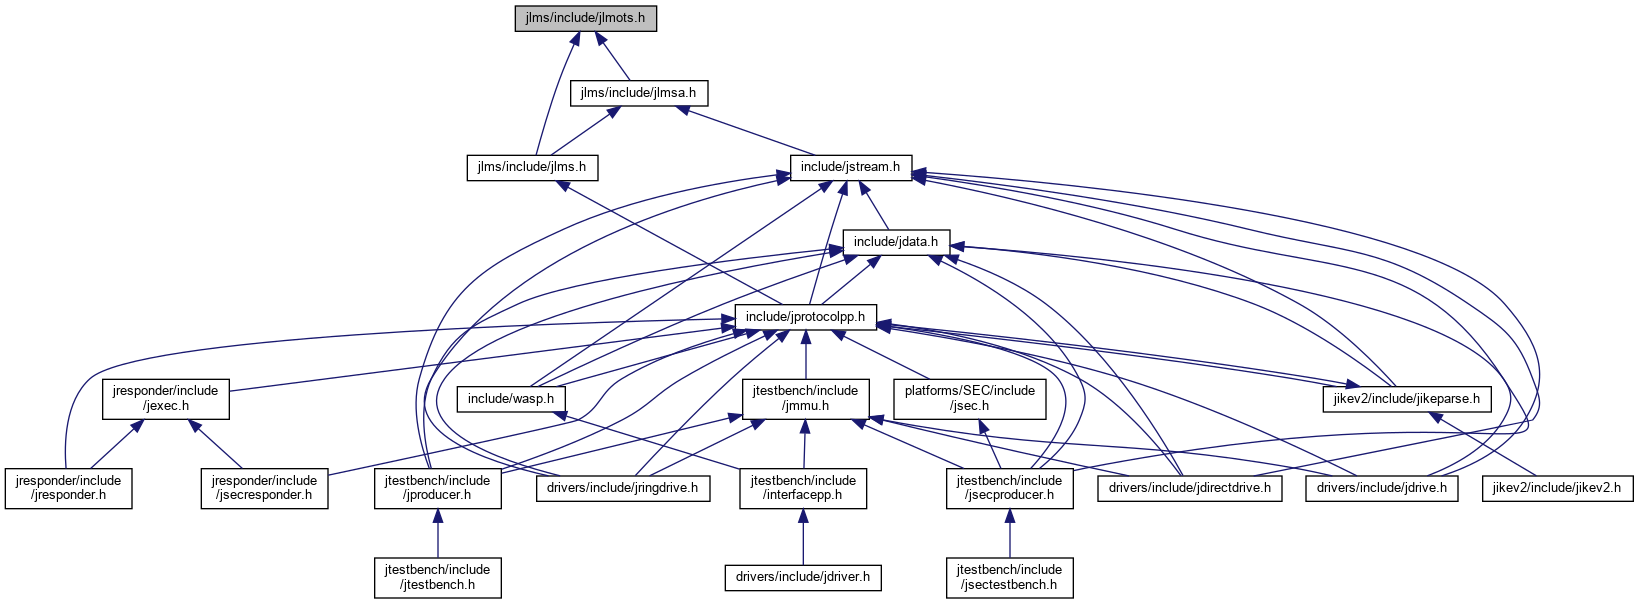 jlms/include/jlmots.h
jlms/include/jlmsa.h
jlms/include/jlms.h
include/jstream.h
include/jdata.h
include/jprotocolpp.h
jresponder/include
/jexec.h
include/wasp.h
jtestbench/include
/jmmu.h
platforms/SEC/include
/jsec.h
jikev2/include/jikeparse.h
jresponder/include
/jresponder.h
jresponder/include
/jsecresponder.h
jtestbench/include
/jproducer.h
drivers/include/jringdrive.h
jtestbench/include
/interfacepp.h
jtestbench/include
/jsecproducer.h
drivers/include/jdirectdrive.h
drivers/include/jdrive.h
jikev2/include/jikev2.h
jtestbench/include
/jtestbench.h
drivers/include/jdriver.h
jtestbench/include
/jsectestbench.h